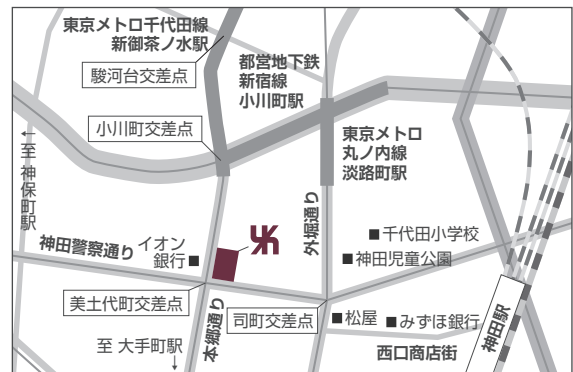 東京メトロ千代田線
新御茶ノ水駅
駿河台交差点
都営地下鉄
新宿線
小川町駅
小川町交差点
東京メトロ
丸ノ内線
淡路町駅
←至 神保町駅
外堀通り
■千代田小学校
神田警察通り
イオン
銀行■
■神田児童公園
美土代町交差点
本郷通り
司町交差点
■松屋
■みずほ銀行
神田駅
至 大手町駅
↓
西口商店街